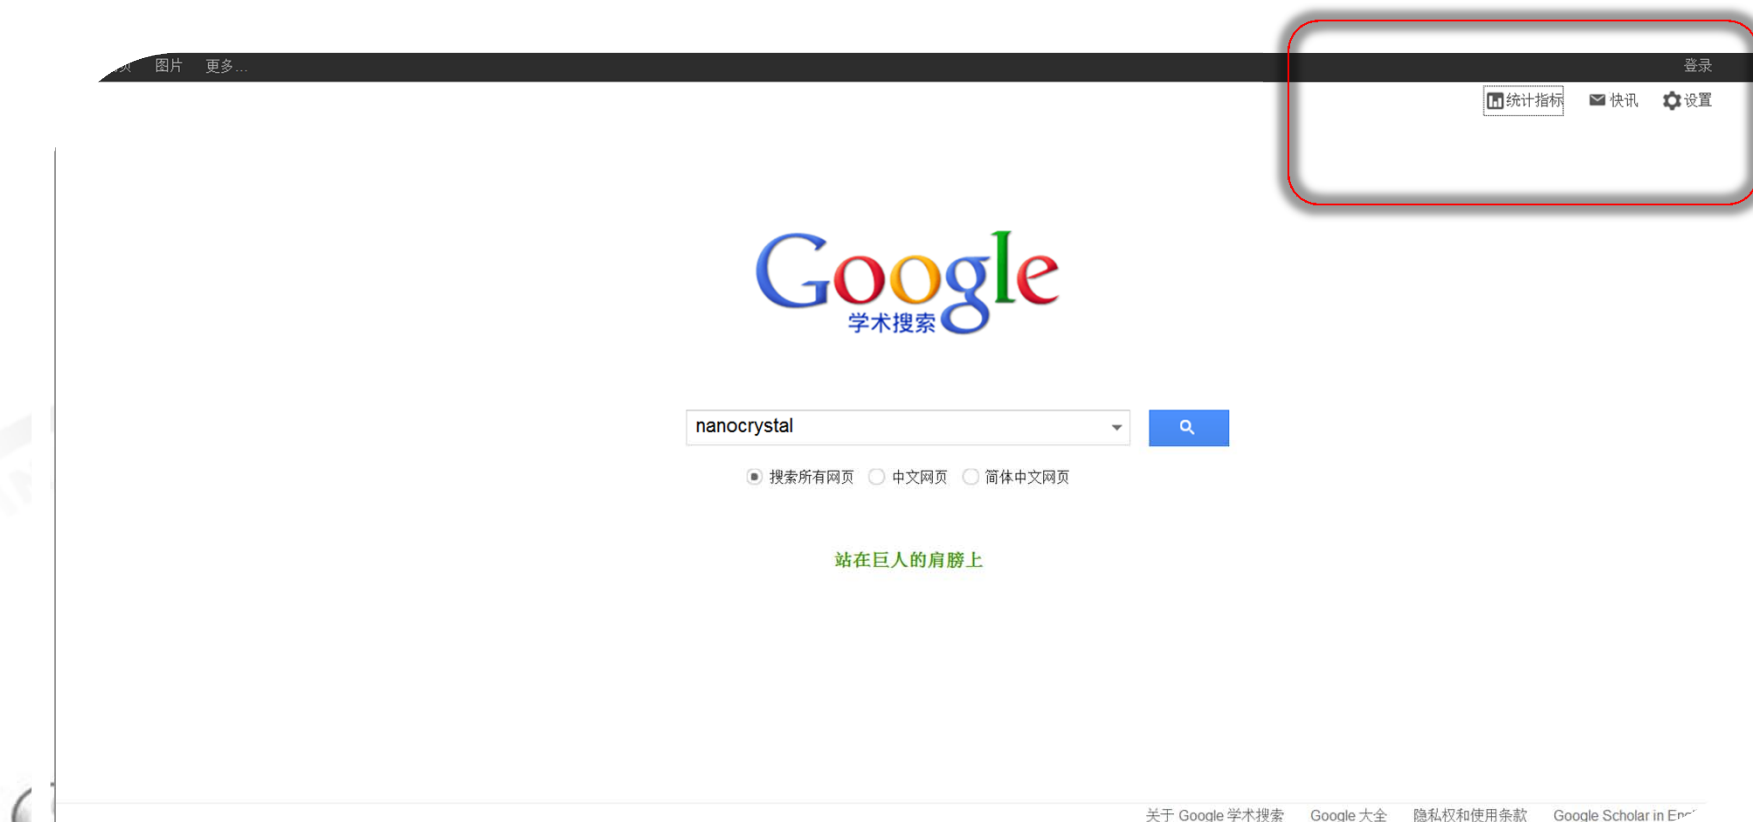 图片 更多...
登录
统计指标 快讯 设置
Google
学术搜索
nanocrystal
搜索所有网页 中文网页 简体中文网页
站在巨人的肩膀上
关于 Google 学术搜索 Google 大全 隐私权和使用条款 Google Scholar in